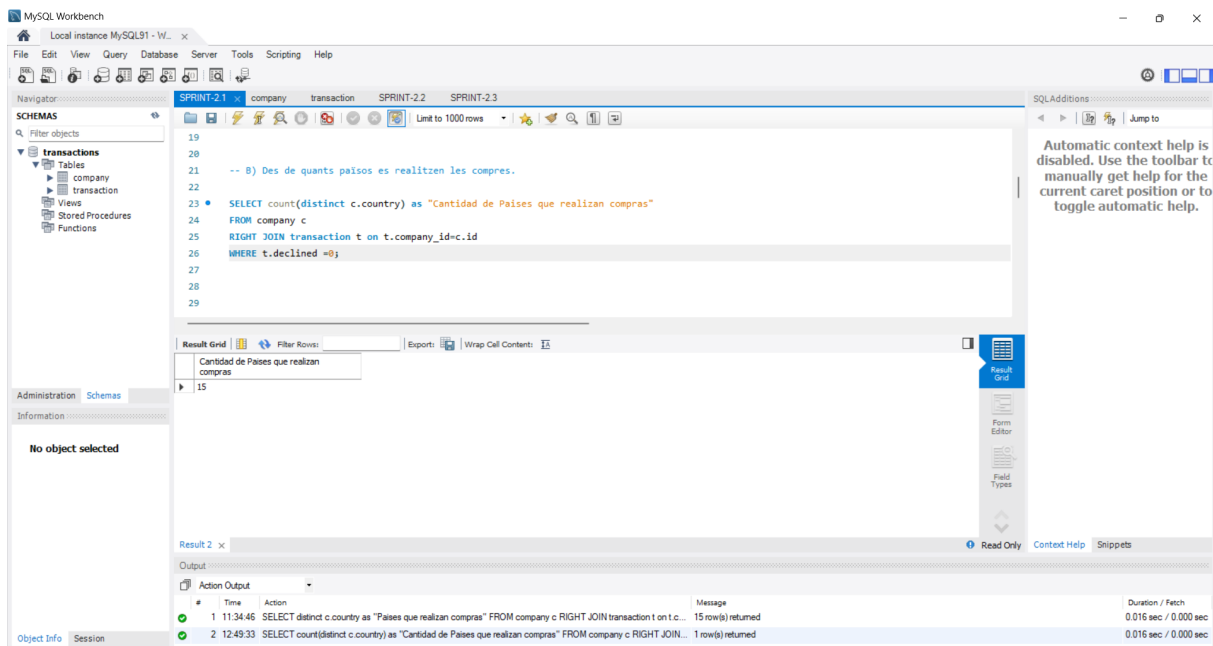 MySQL Workbench
Local instance MySQL91 - W...
File Edit View Query Database Server Tools Scripting Help
Navigator
SCHEMAS
Filter objects
transactions
Tables
company
transaction
Views
Stored Procedures
Functions
Administration Schemas
Information
No object selected
Object Info Session
SPRINT-2.1 company transaction SPRINT-2.2 SPRINT-2.3
Limit to 1000 rows
19
20
21 -- B) Des de quants països es realitzen les compres.
22
23 SELECT count(distinct c.country) as "Cantidad de Paises que realizan compras"
24 FROM company c
25 RIGHT JOIN transaction t on t.company_id=c.id
26 WHERE t.declined =0;
27
28
29
Result Grid Filter Rows: Export: Wrap Cell Content:
Cantidad de Paises que realizan
compras
15
Result
Grid
Form
Editor
Field
Types
Result 2 Read Only
SQLAdditions
Jump to
Automatic context help is
disabled. Use the toolbar to
manually get help for the
current caret position or to
toggle automatic help.
Context Help Snippets
Output
Action Output
# Time Action Message Duration / Fetch
1 11:34:46 SELECT distinct c.country as "Paises que realizan compras" FROM company c RIGHT JOIN transaction t on t.c... 15 row(s) returned 0.016 sec / 0.000 sec
2 12:49:33 SELECT count(distinct c.country) as "Cantidad de Paises que realizan compras" FROM company c RIGHT JOIN... 1 row(s) returned 0.016 sec / 0.000 sec